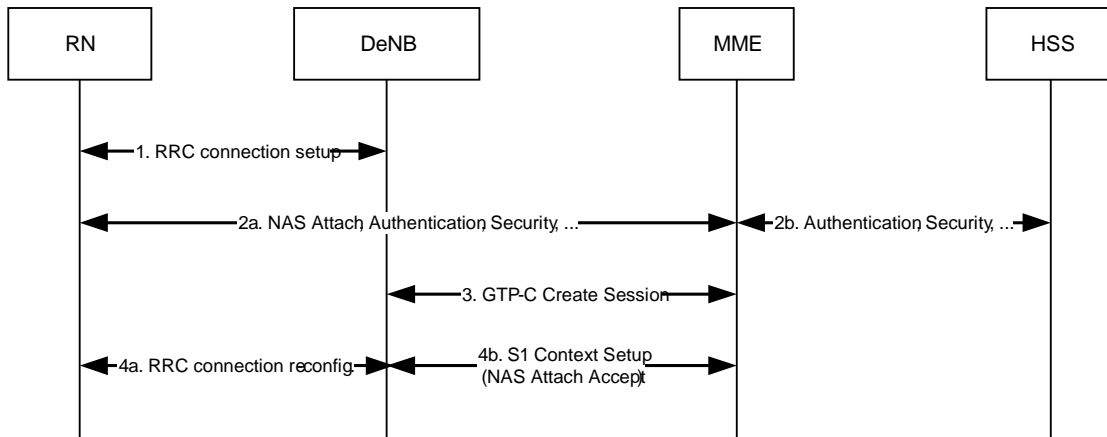 RN
DeNB
MME
HSS
1. RRC connection setup
2a. NAS Attach, Authentication, Security, ...
2b. Authentication, Security, ...
3. GTP-C Create Session
4a. RRC connection reconfig.
4b. S1 Context Setup
(NAS Attach Accept)